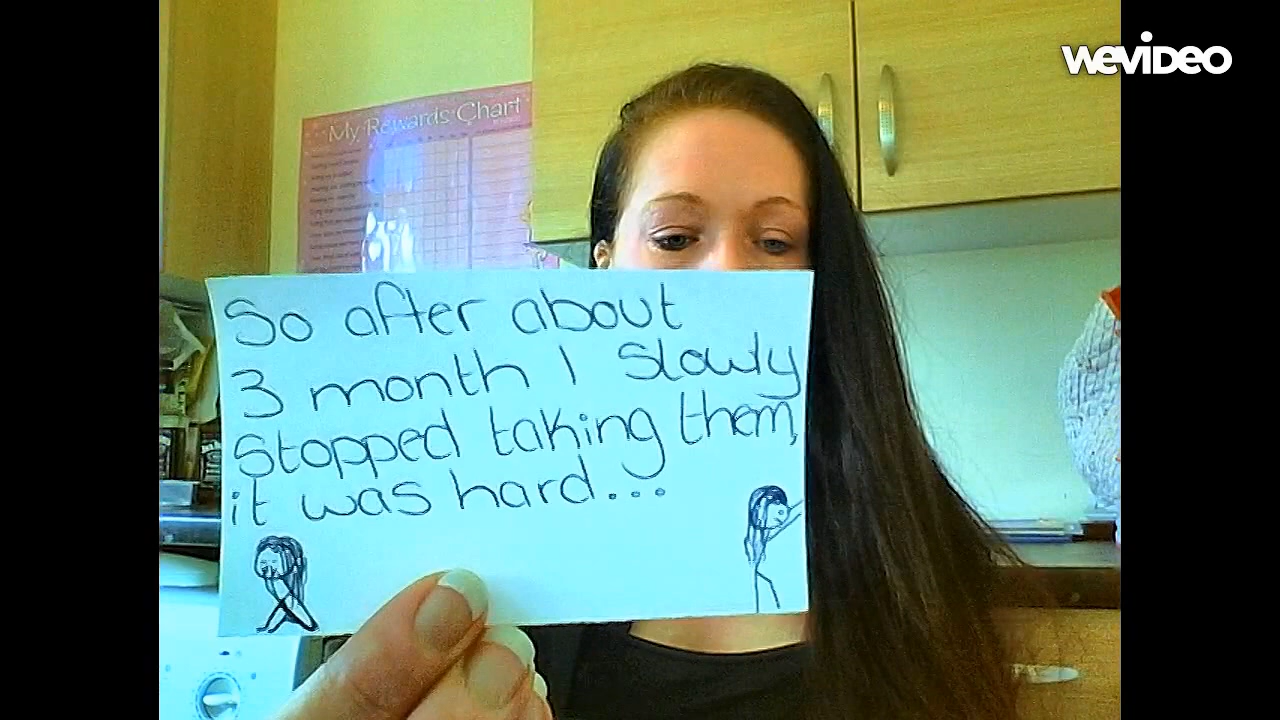 WEVIDEO
My Rewards Chart
So after about
3 month I slowly
stopped taking them,
it was hard...